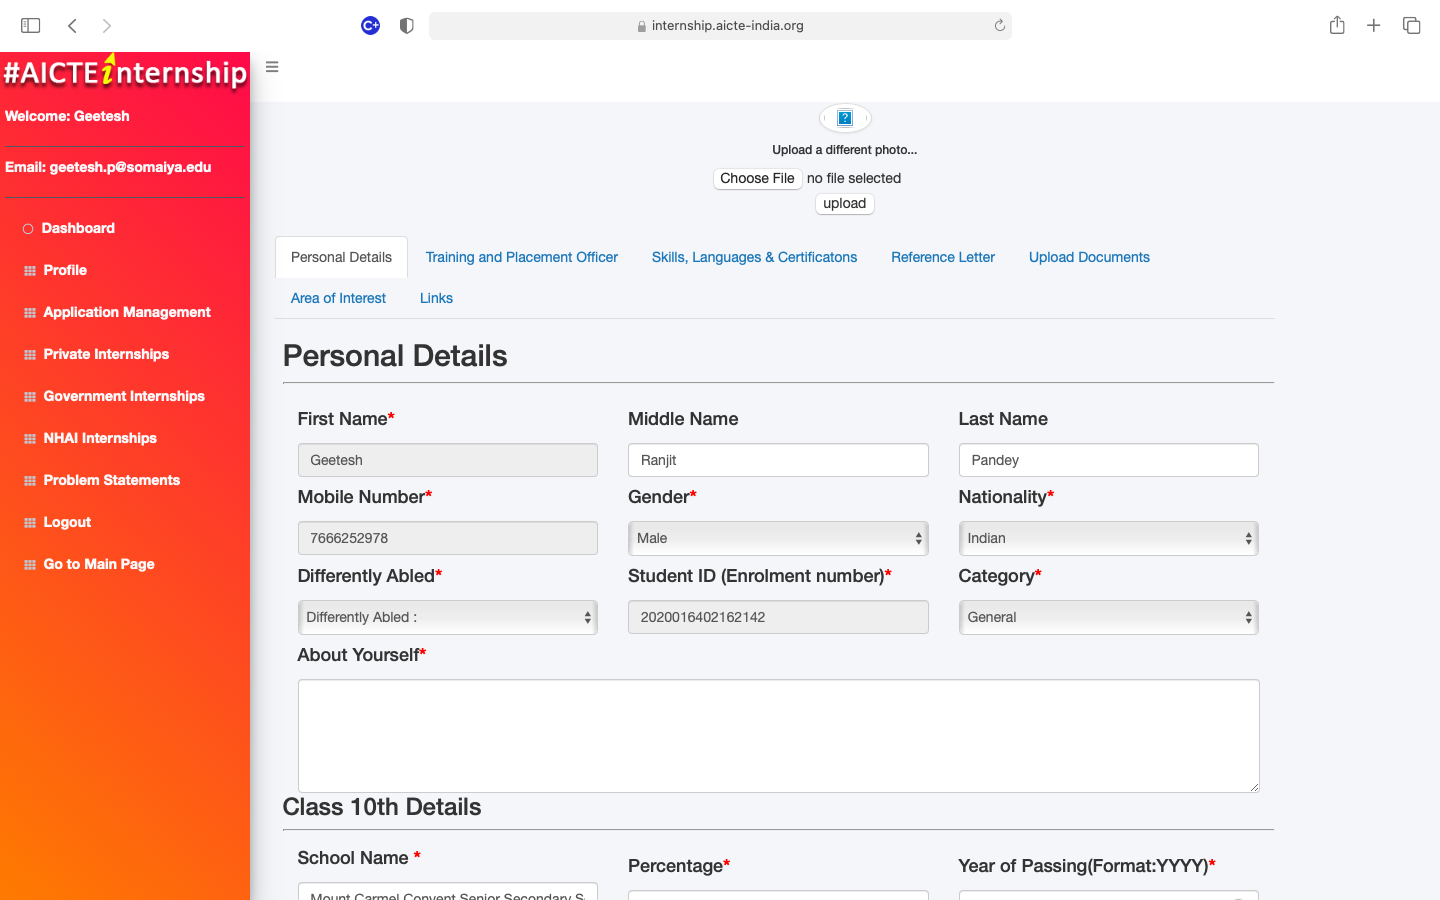 internship.aicte-india.org
#AICTEinternship
Welcome: Geetesh
Email: geetesh.p@somaiya.edu
Dashboard
Profile
Application Management
Private Internships
Government Internships
NHAI Internships
Problem Statements
Logout
Go to Main Page
Upload a different photo...
Choose File no file selected
upload
Personal Details Training and Placement Officer Skills, Languages & Certificatons Reference Letter Upload Documents
Area of Interest Links
Personal Details
First Name* Middle Name Last Name
Geetesh Ranjit Pandey
Mobile Number* Gender* Nationality*
7666252978 Male Indian
Differently Abled* Student ID (Enrolment number)* Category*
Differently Abled : 2020016402162142 General
About Yourself*
Class 10th Details
School Name * Percentage* Year of Passing(Format:YYYY)*
Mount Carmel Convent Senior Secondary S